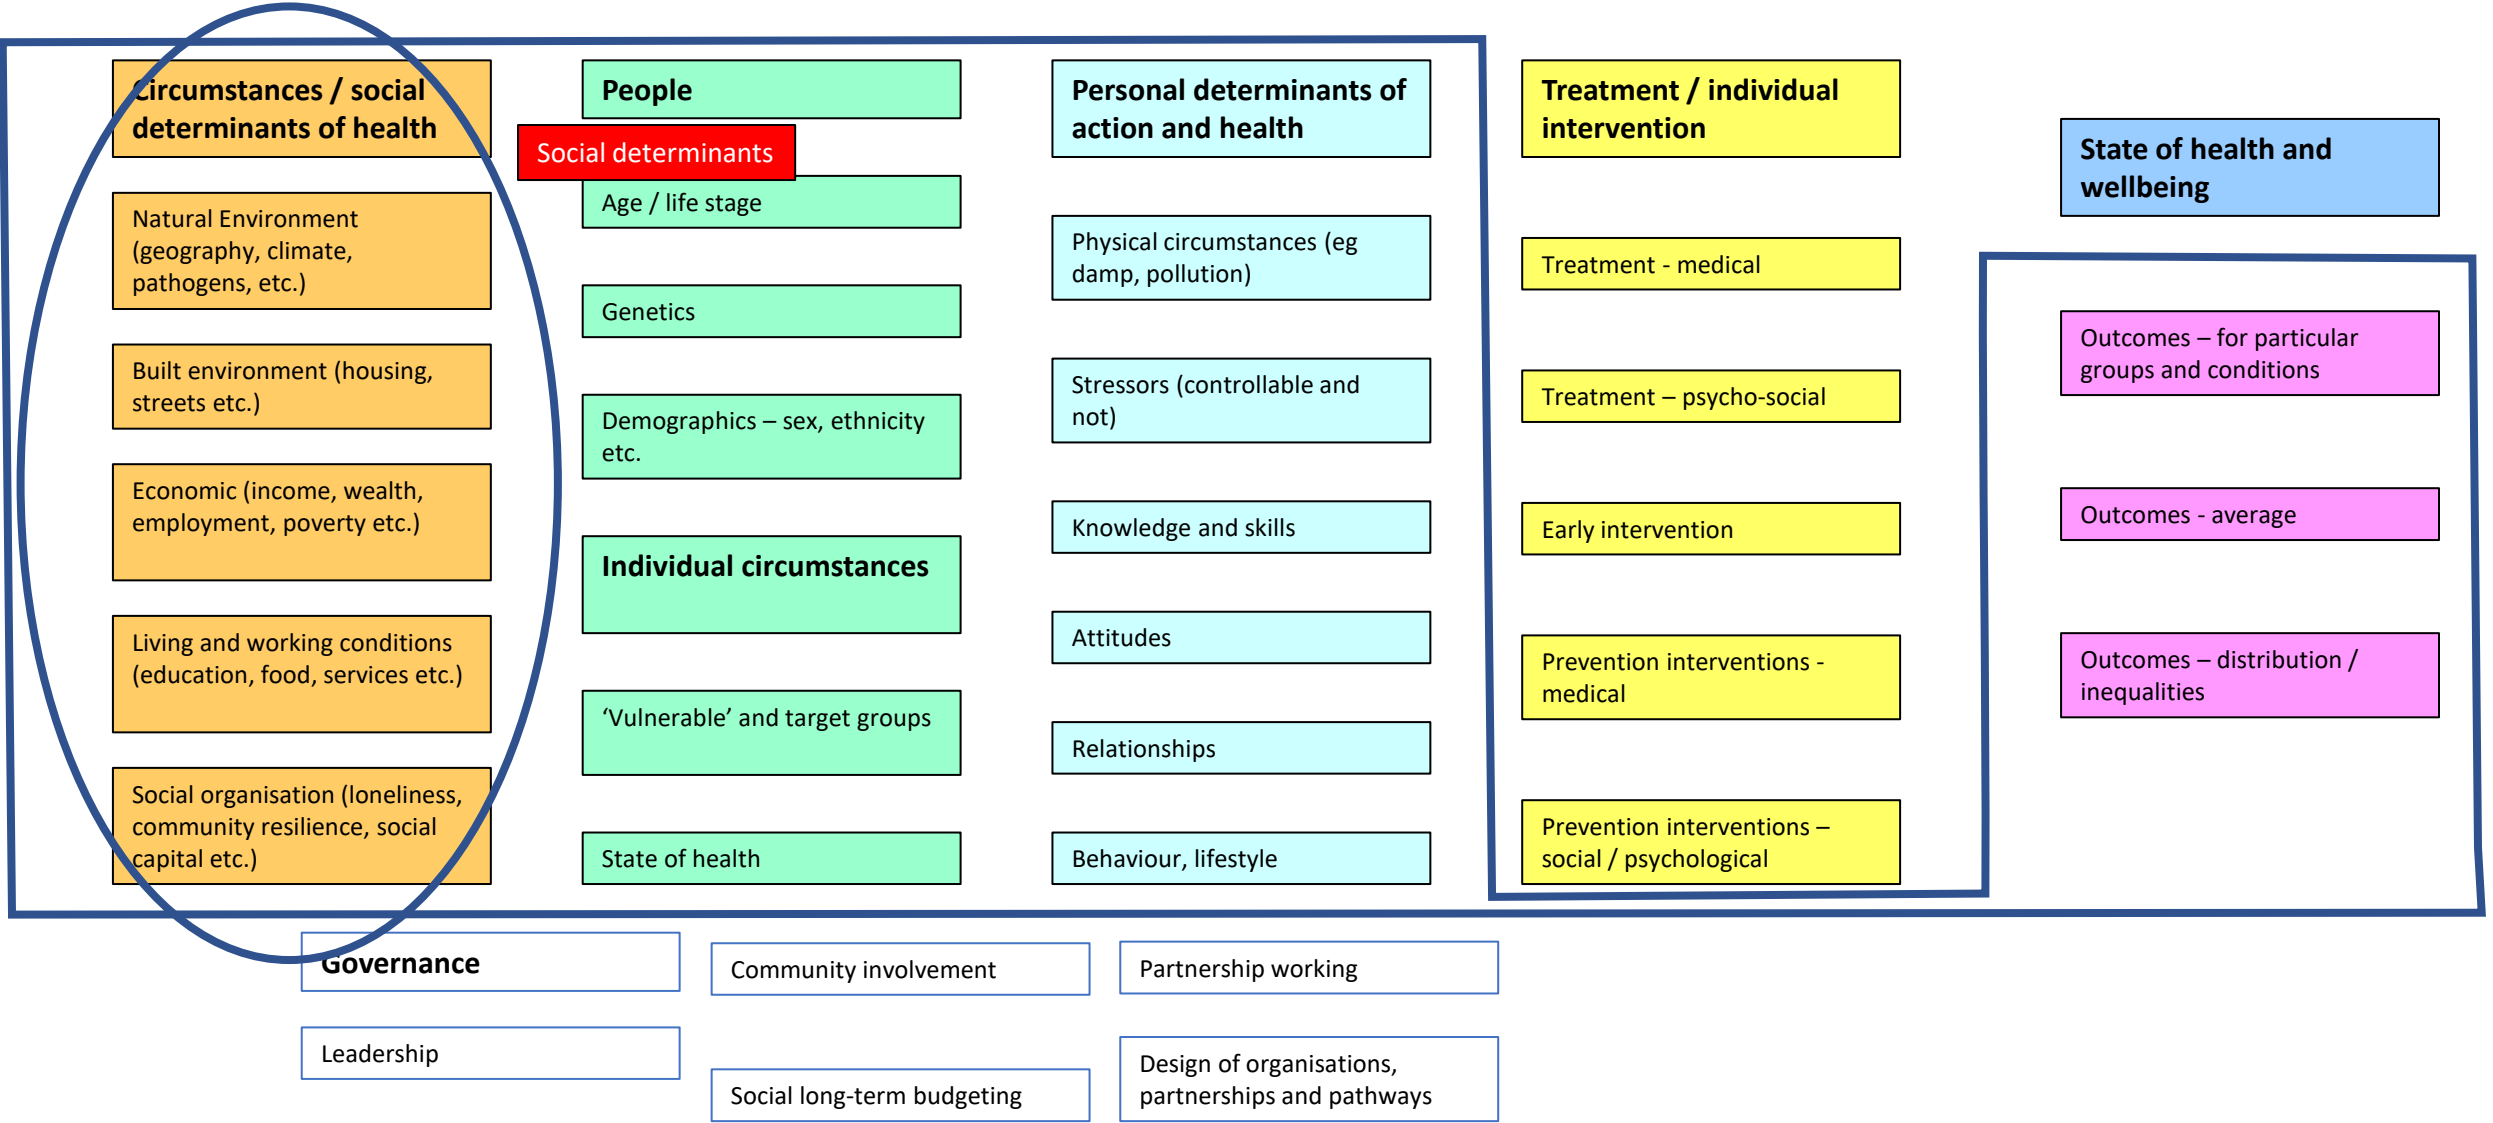 Circumstances / social
determinants of health
Natural Environment
(geography, climate,
pathogens, etc.)
Built environment (housing,
streets etc.)
Economic (income, wealth,
employment, poverty etc.)
Living and working conditions
(education, food, services etc.)
Social organisation (loneliness,
community resilience, social
capital etc.)
People
Social determinants
Age / life stage
Genetics
Demographics – sex, ethnicity
etc.
Individual circumstances
‘Vulnerable’ and target groups
State of health
Personal determinants of
action and health
Physical circumstances (eg
damp, pollution)
Stressors (controllable and
not)
Knowledge and skills
Attitudes
Relationships
Behaviour, lifestyle
Treatment / individual
intervention
Treatment - medical
Treatment – psycho-social
Early intervention
Prevention interventions -
medical
Prevention interventions –
social / psychological
State of health and
wellbeing
Outcomes – for particular
groups and conditions
Outcomes - average
Outcomes – distribution /
inequalities
Governance
Community involvement
Partnership working
Leadership
Social long-term budgeting
Design of organisations,
partnerships and pathways